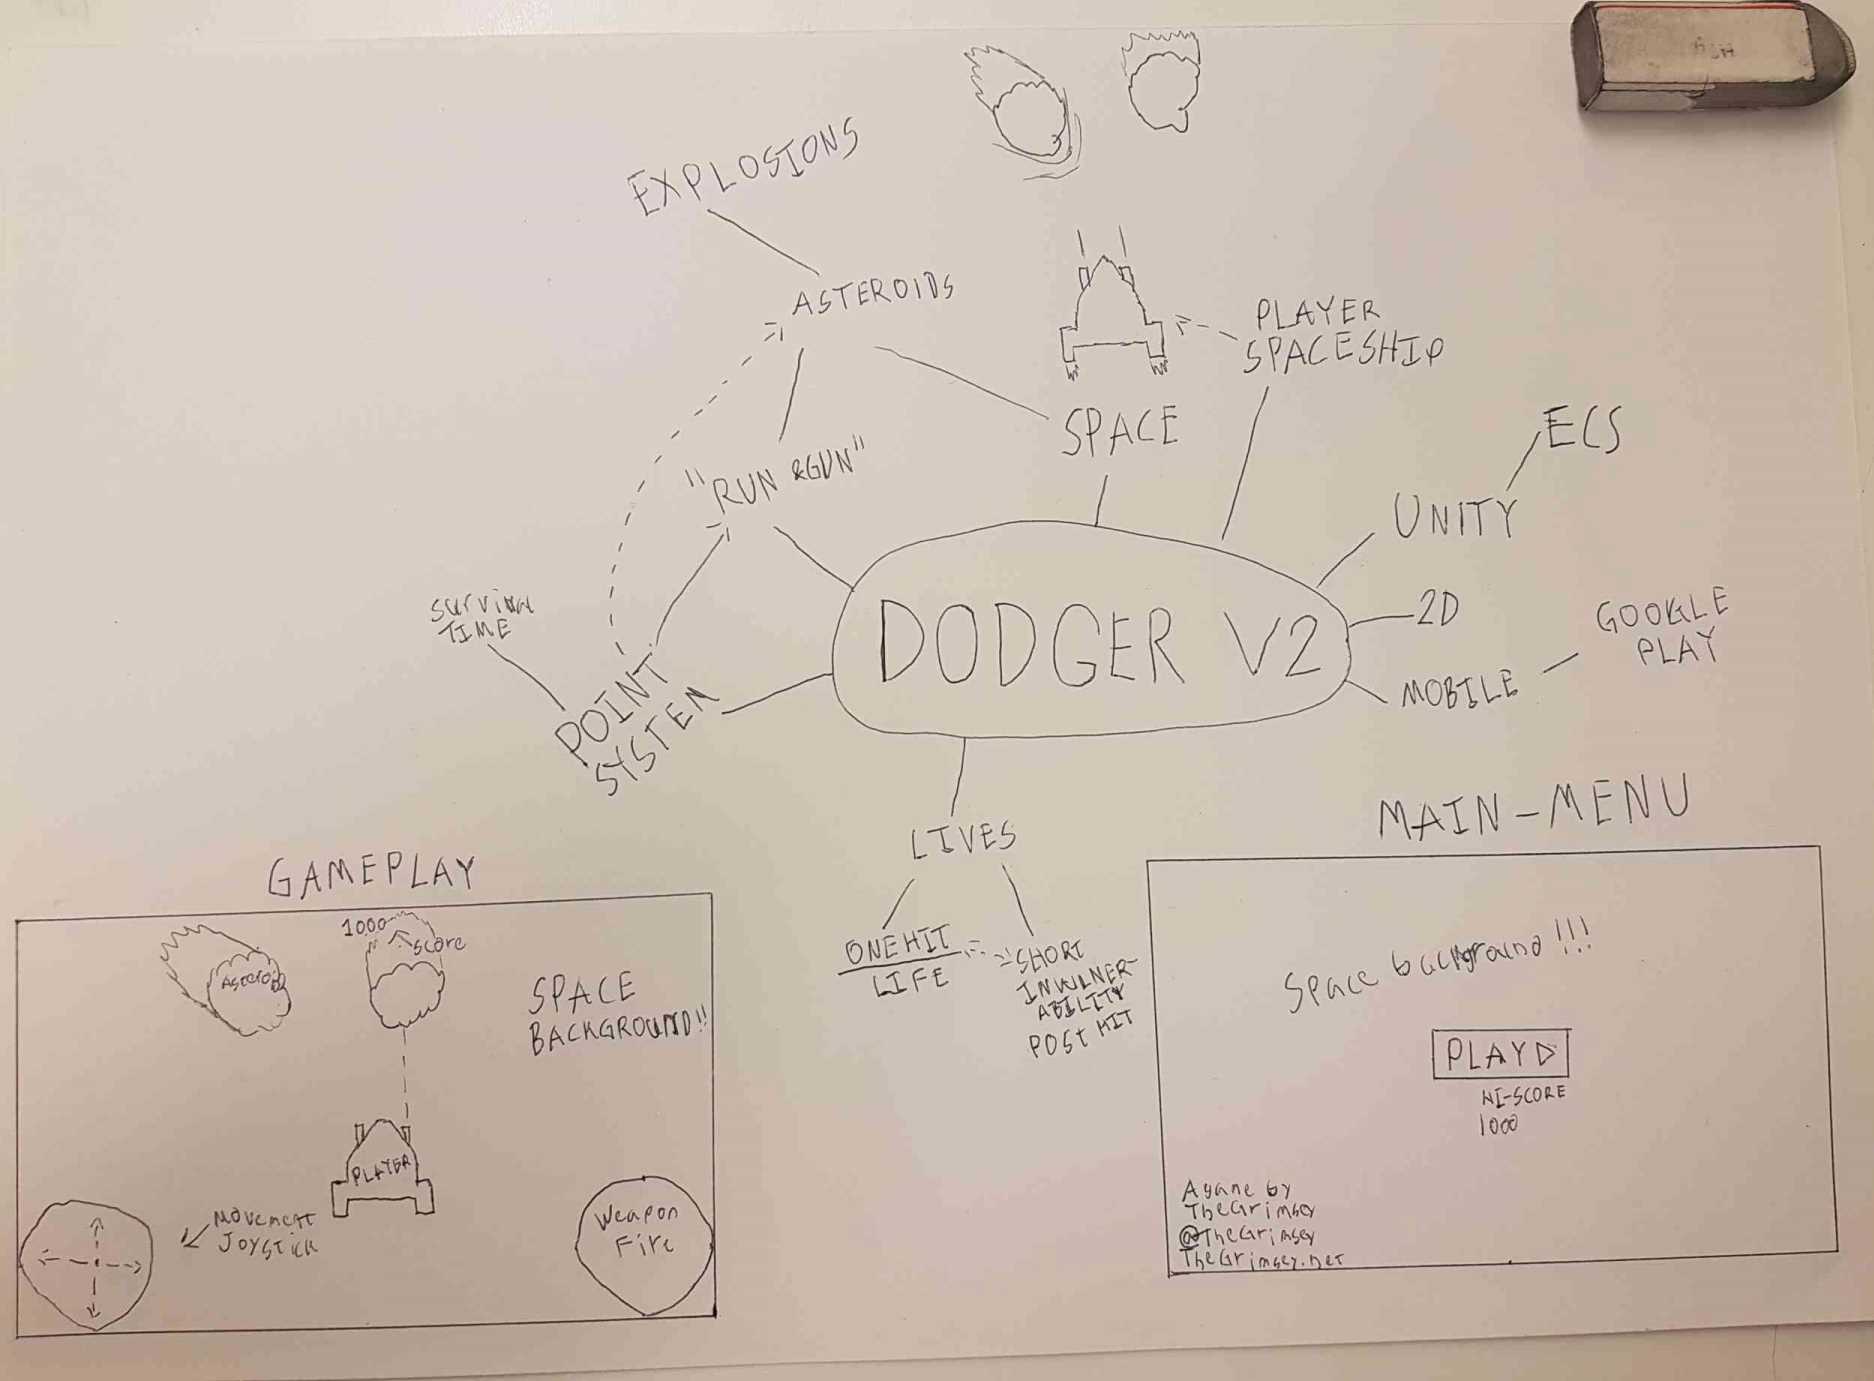 EXPLOSIONS
ASTEROIDS
PLAYER
SPACESHIP
SPACE
ECS
"RUN &GUN"
UNITY
SURVIVAL
TIME
2D
GOOGLE
PLAY
DODGER V2
MOBILE
POINT
SYSTEM
LIVES
ONE HIT
LIFE
SHORT
INVULNER-
ABILITY
POST HIT
GAMEPLAY
1000
score
Asteroid
SPACE
BACKGROUND!!
PLAYER
MOVEMENT
JOYSTICK
Weapon
Fire
MAIN-MENU
Space background!!!
PLAY
HI-SCORE
1000
A game by
TheGrimsey
@TheGrimsey
TheGrimsey.net